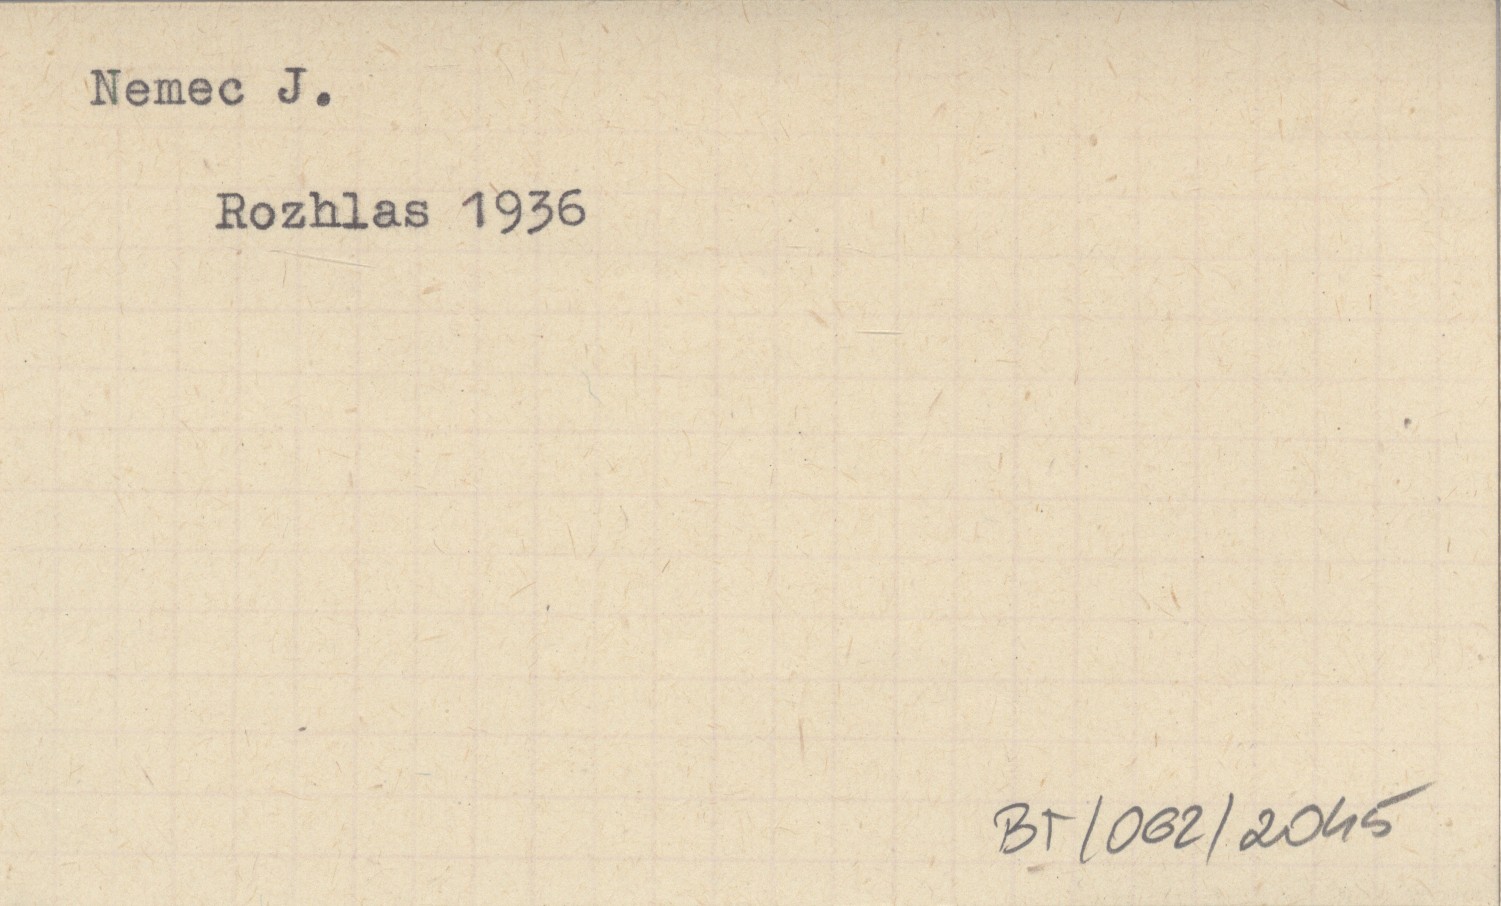 Nemec J.
Rozhlas 1936
BT/062/2045